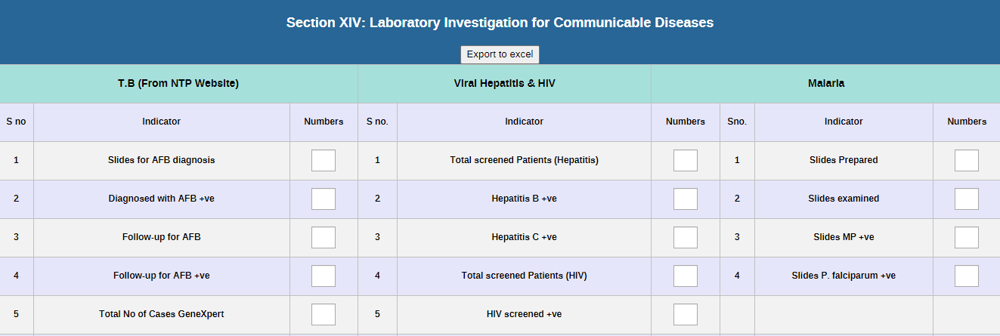 Section XIV: Laboratory Investigation for Communicable Diseases
Export to excel
T.B (From NTP Website) Viral Hepatitis & HIV Malaria
S no Indicator Numbers S no. Indicator Numbers Sno. Indicator Numbers
1 Slides for AFB diagnosis 1 Total screened Patients (Hepatitis) 1 Slides Prepared
2 Diagnosed with AFB +ve 2 Hepatitis B +ve 2 Slides examined
3 Follow-up for AFB 3 Hepatitis C +ve 3 Slides MP +ve
4 Follow-up for AFB +ve 4 Total screened Patients (HIV) 4 Slides P. falciparum +ve
5 Total No of Cases GeneXpert 5 HIV screened +ve